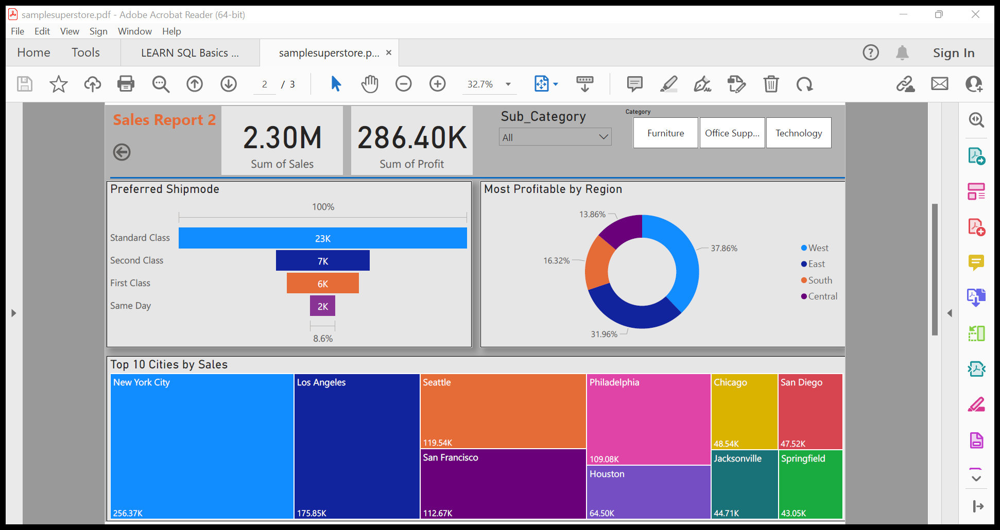 samplesuperstore.pdf - Adobe Acrobat Reader (64-bit)
File Edit View Sign Window Help
Home Tools LEARN SQL Basics ... samplesuperstore.p... × Sign In
2 / 3 32.7%
Sales Report 2
2.30M
Sum of Sales
286.40K
Sum of Profit
Sub_Category
All
Category
Furniture Office Supp... Technology
Preferred Shipmode
100%
Standard Class 23K
Second Class 7K
First Class 6K
Same Day 2K
8.6%
Most Profitable by Region
13.86%
37.86%
16.32%
31.96%
West
East
South
Central
Top 10 Cities by Sales
New York City
256.37K
Los Angeles
175.85K
Seattle
119.54K
San Francisco
112.67K
Philadelphia
109.08K
Houston
64.50K
Chicago
48.54K
San Diego
47.52K
Jacksonville
44.71K
Springfield
43.05K